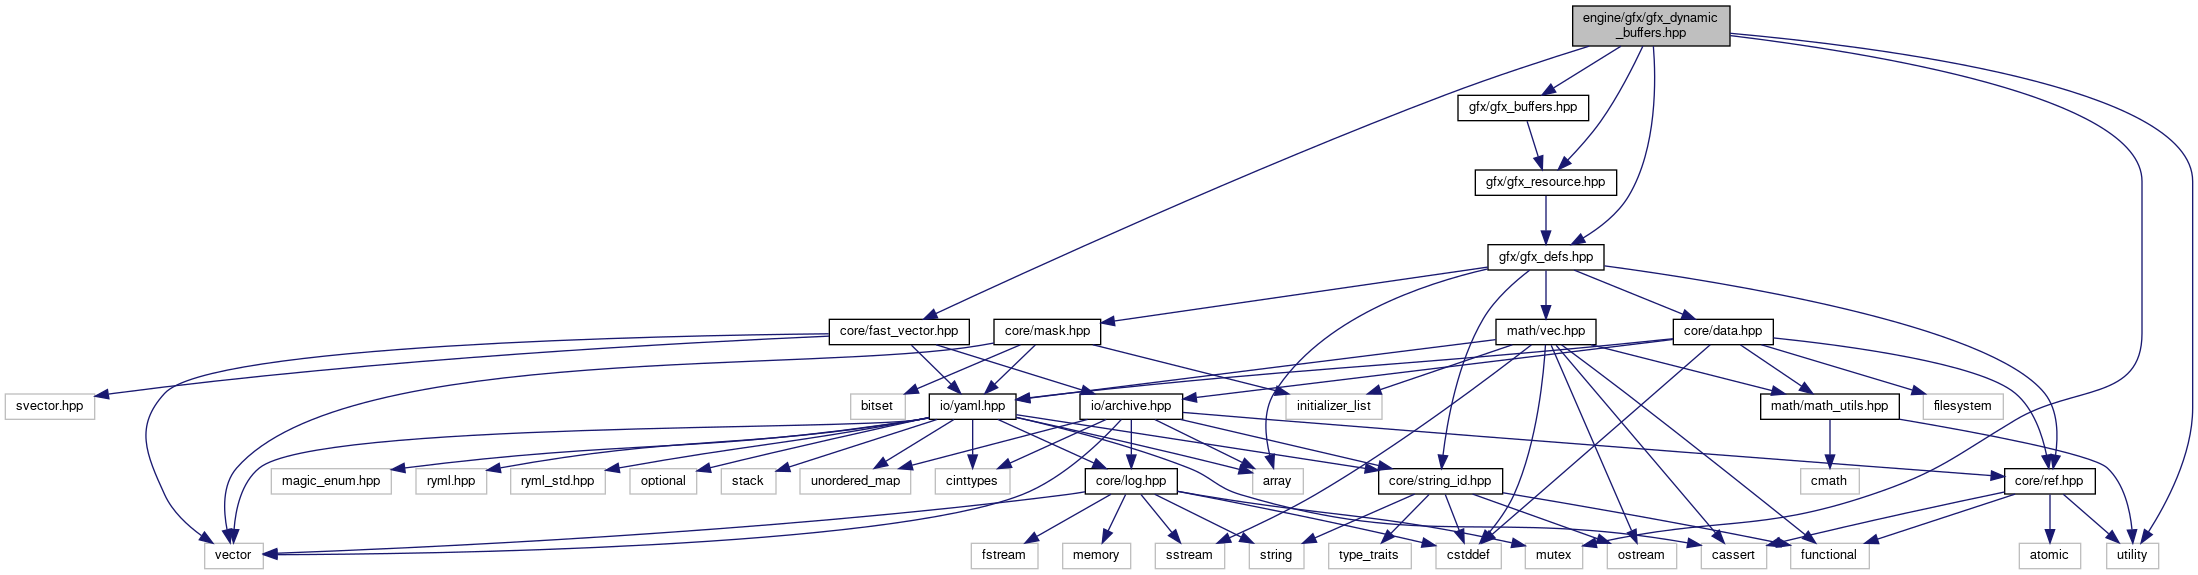 engine/gfx/gfx_dynamic
_buffers.hpp
gfx/gfx_buffers.hpp
gfx/gfx_resource.hpp
gfx/gfx_defs.hpp
core/fast_vector.hpp
core/mask.hpp
math/vec.hpp
core/data.hpp
svector.hpp
bitset
io/yaml.hpp
io/archive.hpp
initializer_list
math/math_utils.hpp
filesystem
magic_enum.hpp
ryml.hpp
ryml_std.hpp
optional
stack
unordered_map
cinttypes
core/log.hpp
array
core/string_id.hpp
cmath
core/ref.hpp
vector
fstream
memory
sstream
string
type_traits
cstddef
mutex
ostream
cassert
functional
atomic
utility